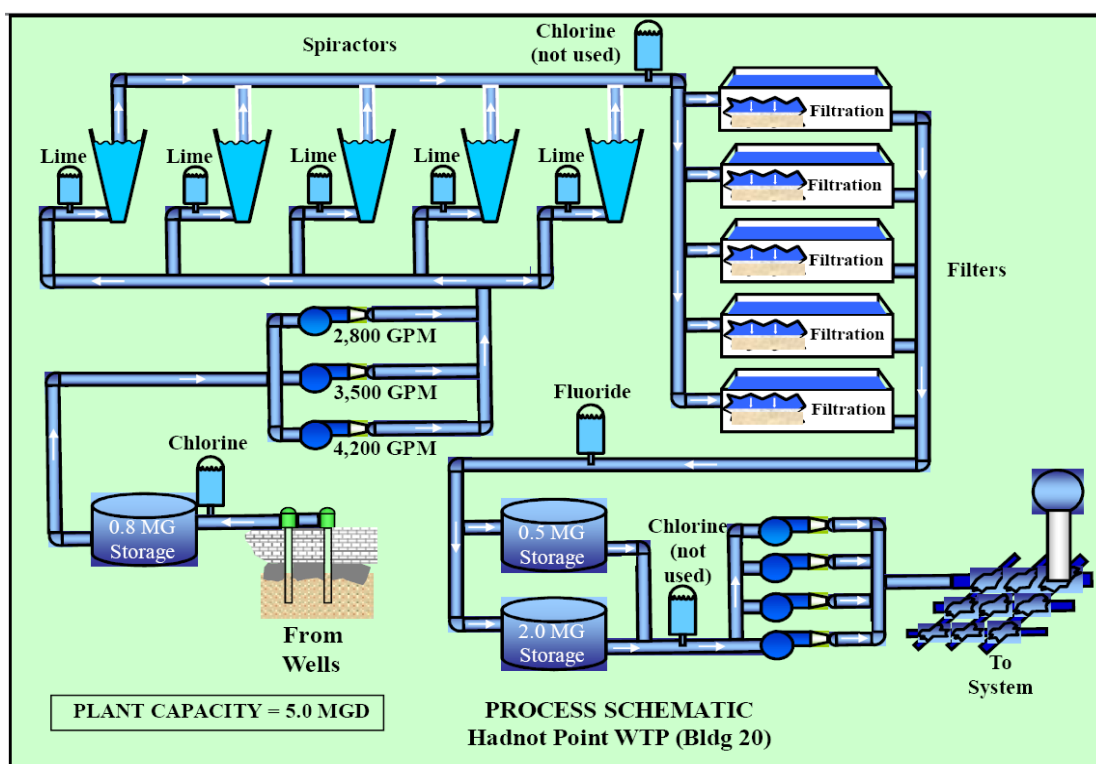 Spiractors
Chlorine
(not used)
Lime
Lime
Lime
Lime
Lime
Filtration
Filtration
Filtration
Filtration
Filtration
Filters
2,800 GPM
3,500 GPM
4,200 GPM
Chlorine
0.8 MG
Storage
From
Wells
Fluoride
0.5 MG
Storage
2.0 MG
Storage
Chlorine
(not
used)
To
System
PLANT CAPACITY = 5.0 MGD
PROCESS SCHEMATIC
Hadnot Point WTP (Bldg 20)